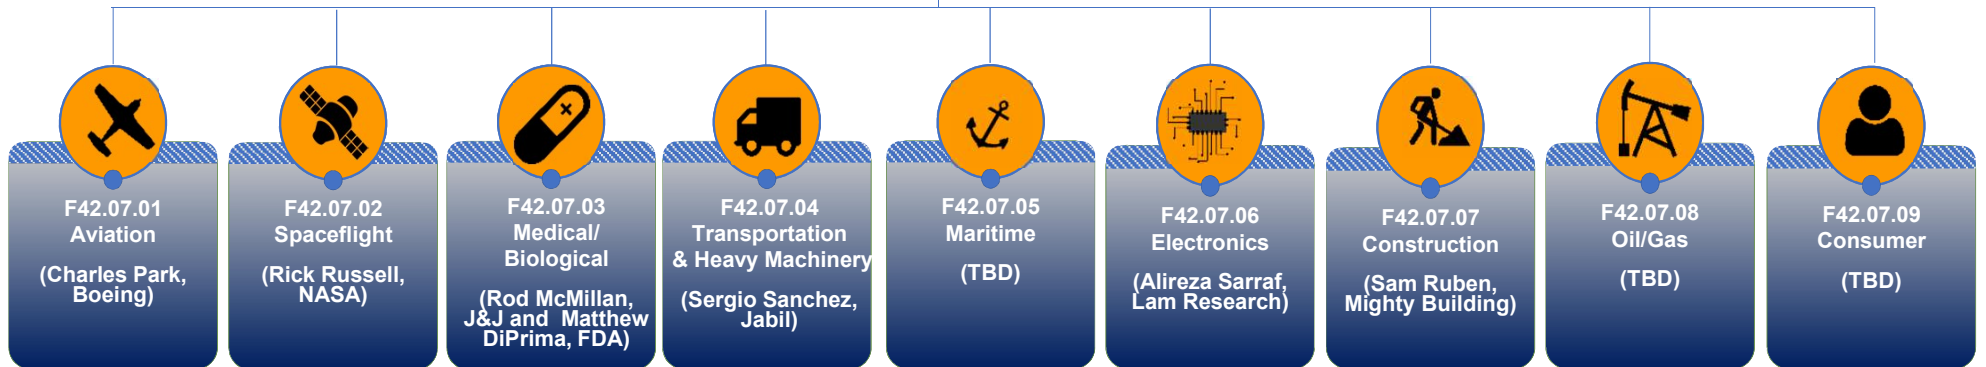 F42.07.01
Aviation
(Charles Park,
Boeing)
F42.07.02
Spaceflight
(Rick Russell,
NASA)
F42.07.03
Medical/
Biological
(Rod McMillan,
J&J and  Matthew
DiPrima, FDA)
F42.07.04
Transportation
& Heavy Machinery
(Sergio Sanchez,
Jabil)
F42.07.05
Maritime
(TBD)
F42.07.06
Electronics
(Alireza Sarraf,
Lam Research)
F42.07.07
Construction
(Sam Ruben,
Mighty Building)
F42.07.08
Oil/Gas
(TBD)
F42.07.09
Consumer
(TBD)